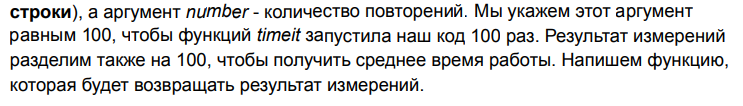 строки), а аргумент number - количество повторений. Мы укажем этот аргумент
равным 100, чтобы функций timeit запустила наш код 100 раз. Результат измерений
разделим также на 100, чтобы получить среднее время работы. Напишем функцию,
которая будет возвращать результат измерений.